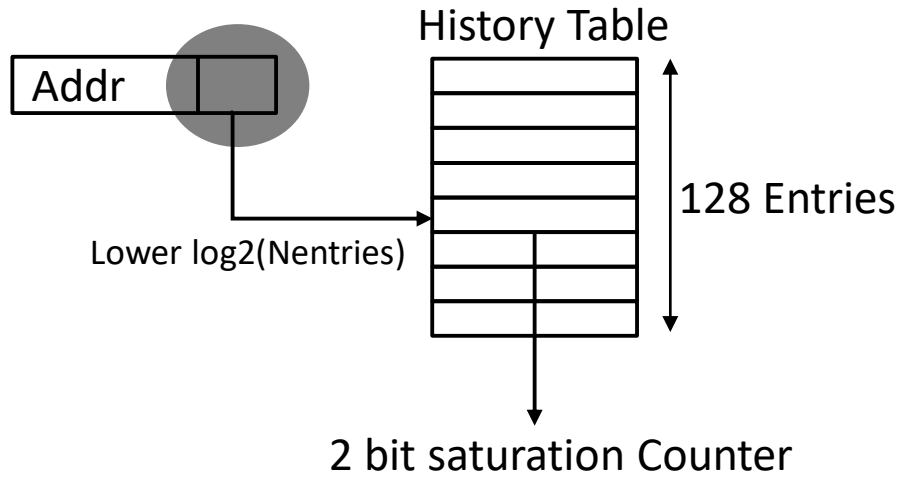 History Table
Addr
128 Entries
Lower log2(Nentries)
2 bit saturation Counter